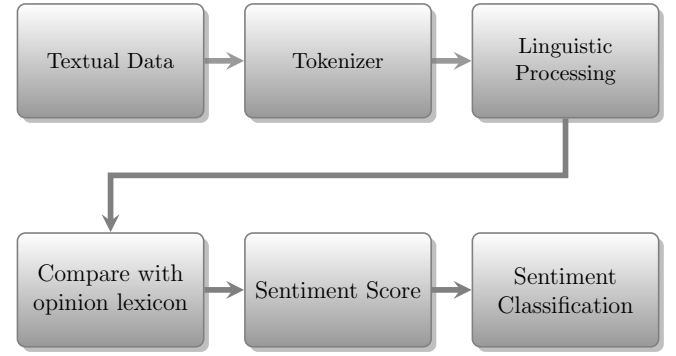 Textual Data
Tokenizer
Linguistic
Processing
Compare with
opinion lexicon
Sentiment Score
Sentiment
Classification